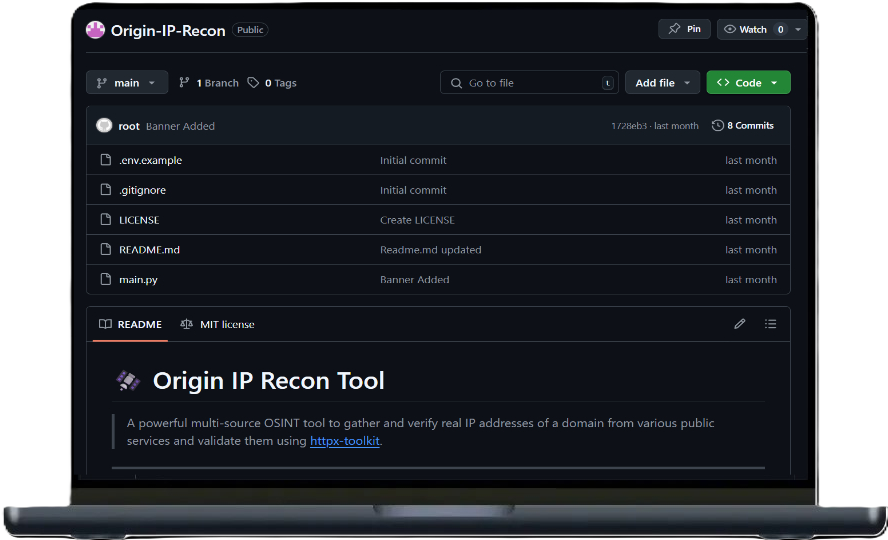 Origin-IP-Recon Public Pin Watch 0
main 1 Branch 0 Tags Go to file t Add file Code
root Banner Added 1728eb3 · last month 8 Commits
.env.example Initial commit last month
.gitignore Initial commit last month
LICENSE Create LICENSE last month
README.md Readme.md updated last month
main.py Banner Added last month
README MIT license
Origin IP Recon Tool
A powerful multi-source OSINT tool to gather and verify real IP addresses of a domain from various public
services and validate them using httpx-toolkit.